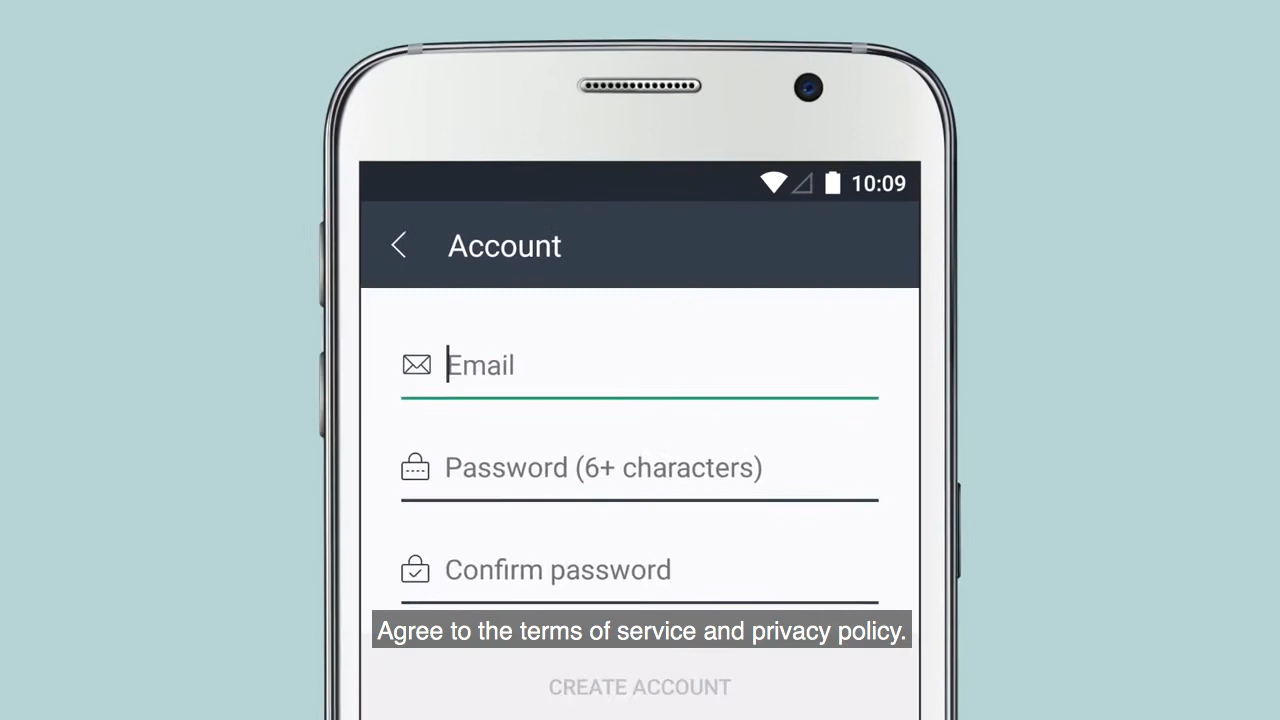 10:09
Account
Email
Password (6+ characters)
Confirm password
Agree to the terms of service and privacy policy.
CREATE ACCOUNT